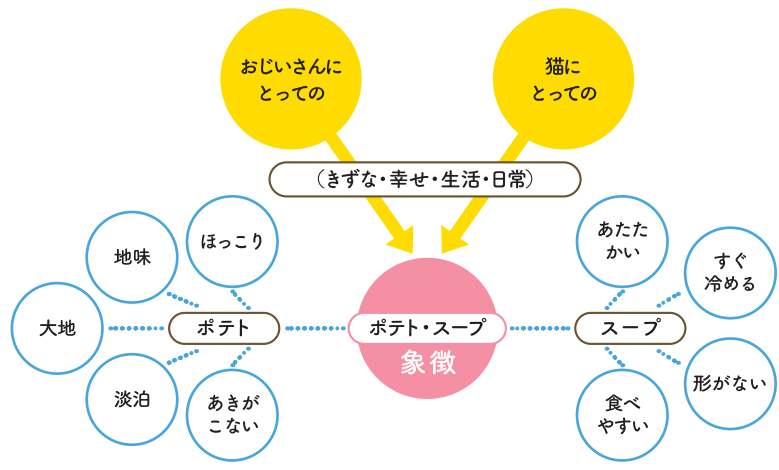 おじいさんに
とっての
猫に
とっての
（きずな・幸せ・生活・日常）
ほっこり
地味
大地
淡泊
あきが
こない
ポテト
ポテト・スープ
象徴
スープ
あたた
かい
すぐ
冷める
形がない
食べ
やすい